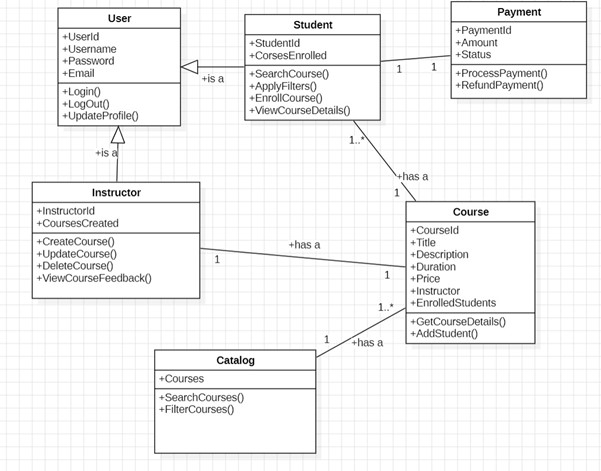 User
+UserId
+Username
+Password
+Email
+Login()
+LogOut()
+UpdateProfile()
Student
+StudentId
+CorsesEnrolled
+SearchCourse()
+ApplyFilters()
+EnrollCourse()
+ViewCourseDetails()
Payment
+PaymentId
+Amount
+Status
+ProcessPayment()
+RefundPayment()
+is a
1
1
+is a
1..*
+has a
1
Instructor
+InstructorId
+CoursesCreated
+CreateCourse()
+UpdateCourse()
+DeleteCourse()
+ViewCourseFeedback()
+has a
1
1
Course
+CourseId
+Title
+Description
+Duration
+Price
+Instructor
+EnrolledStudents
+GetCourseDetails()
+AddStudent()
1..*
1
+has a
Catalog
+Courses
+SearchCourses()
+FilterCourses()